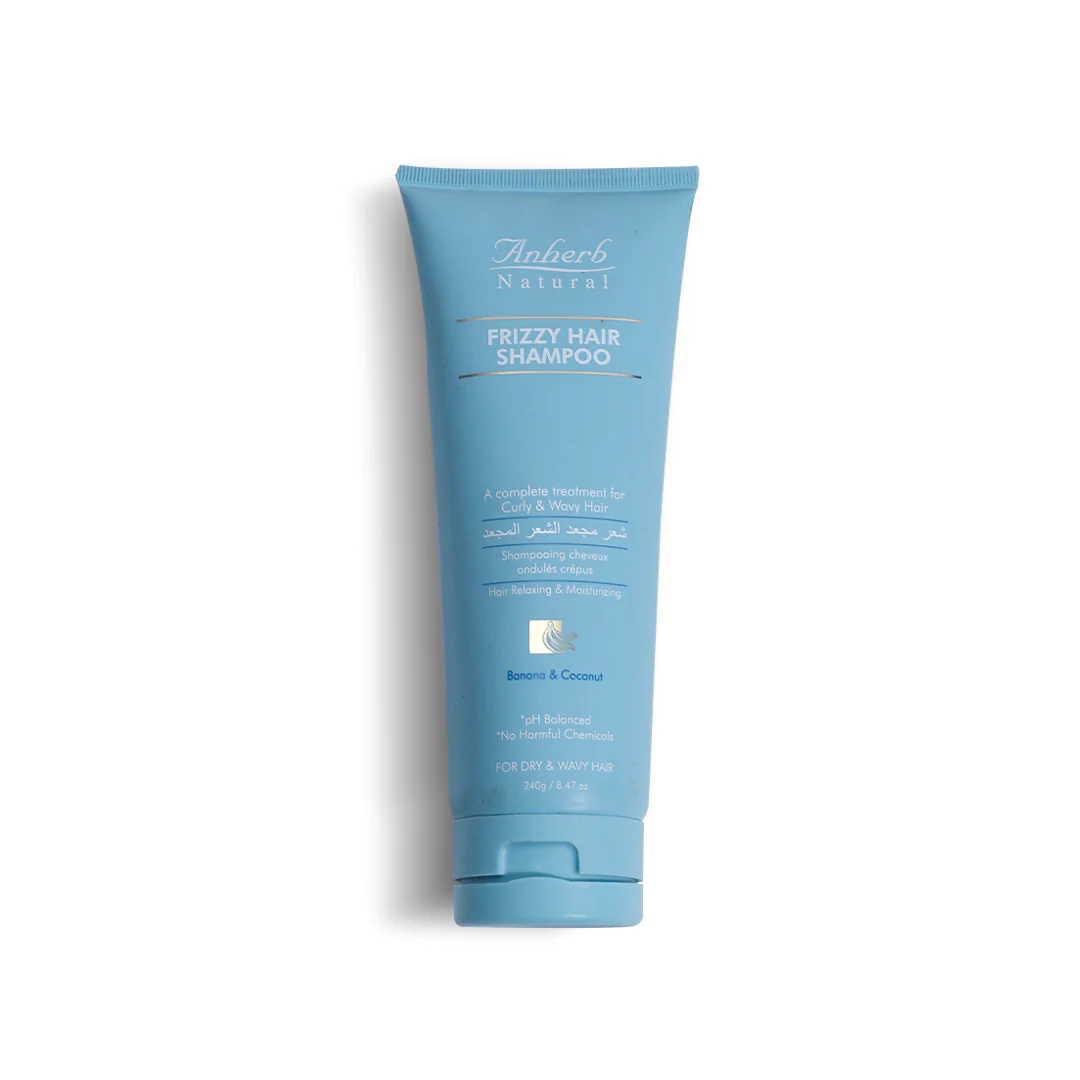 Anherb
Natural
FRIZZY HAIR
SHAMPOO
A complete treatment for
Curly & Wavy Hair
شعر مجعد الشعر المجعد
Shampooing cheveux
ondulés crépus
Hair Relaxing & Moisturizing
Banana & Coconut
*pH Balanced
*No Harmful Chemicals
FOR DRY & WAVY HAIR
240g / 8.47 oz